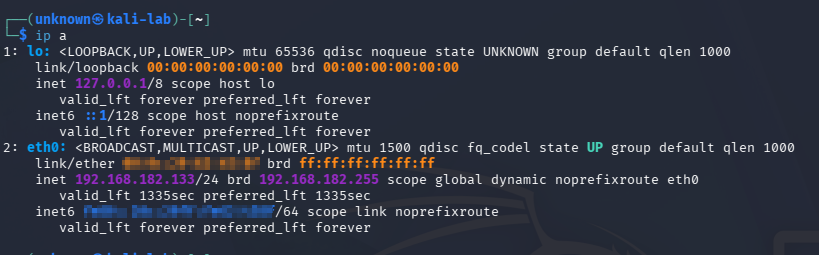 ┌──(unknown㉿kali-lab)-[~]
└─$ ip a
1: lo: <LOOPBACK,UP,LOWER_UP> mtu 65536 qdisc noqueue state UNKNOWN group default qlen 1000
    link/loopback 00:00:00:00:00:00 brd 00:00:00:00:00:00
    inet 127.0.0.1/8 scope host lo
       valid_lft forever preferred_lft forever
    inet6 ::1/128 scope host noprefixroute
       valid_lft forever preferred_lft forever
2: eth0: <BROADCAST,MULTICAST,UP,LOWER_UP> mtu 1500 qdisc fq_codel state UP group default qlen 1000
    link/ether brd ff:ff:ff:ff:ff:ff
    inet 192.168.182.133/24 brd 192.168.182.255 scope global dynamic noprefixroute eth0
       valid_lft 1335sec preferred_lft 1335sec
    inet6 /64 scope link noprefixroute
       valid_lft forever preferred_lft forever